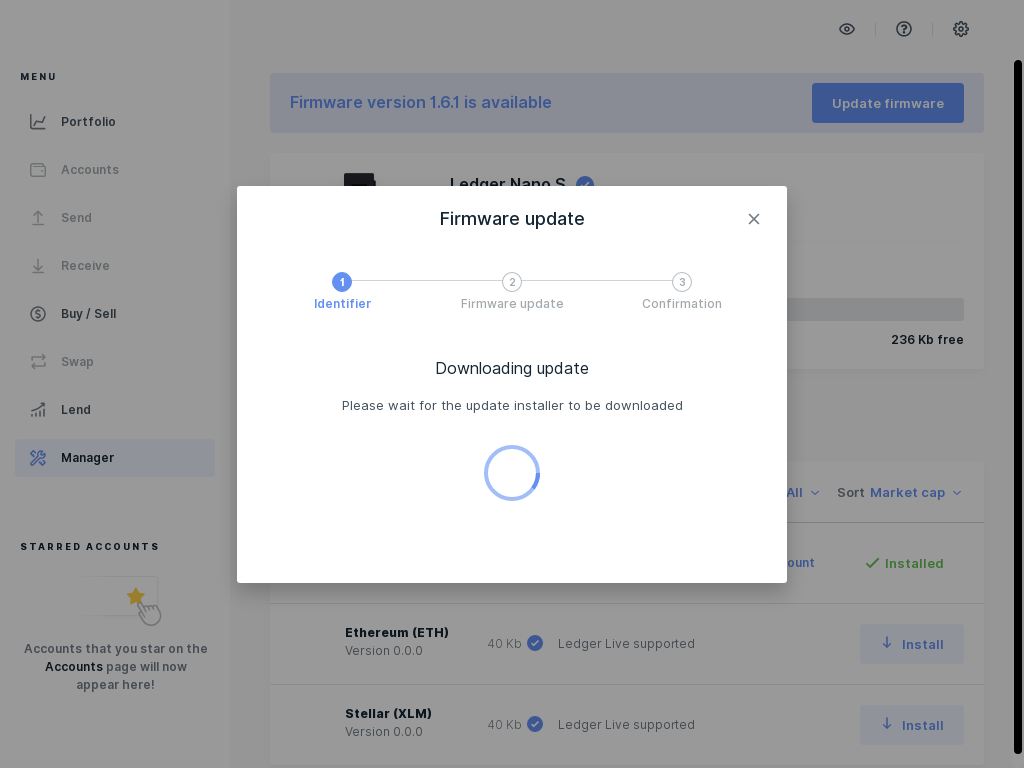 MENU
Portfolio
Accounts
Send
Receive
Buy / Sell
Swap
Lend
Manager
STARRED ACCOUNTS
Accounts that you star on the
Accounts page will now
appear here!
Firmware version 1.6.1 is available
Update firmware
Ledger Nano S
236 Kb free
Firmware update
1
2
3
Identifier
Firmware update
Confirmation
Downloading update
Please wait for the update installer to be downloaded
All
Sort Market cap
Installed
Ethereum (ETH)
Version 0.0.0
40 Kb
Ledger Live supported
Install
Stellar (XLM)
Version 0.0.0
40 Kb
Ledger Live supported
Install